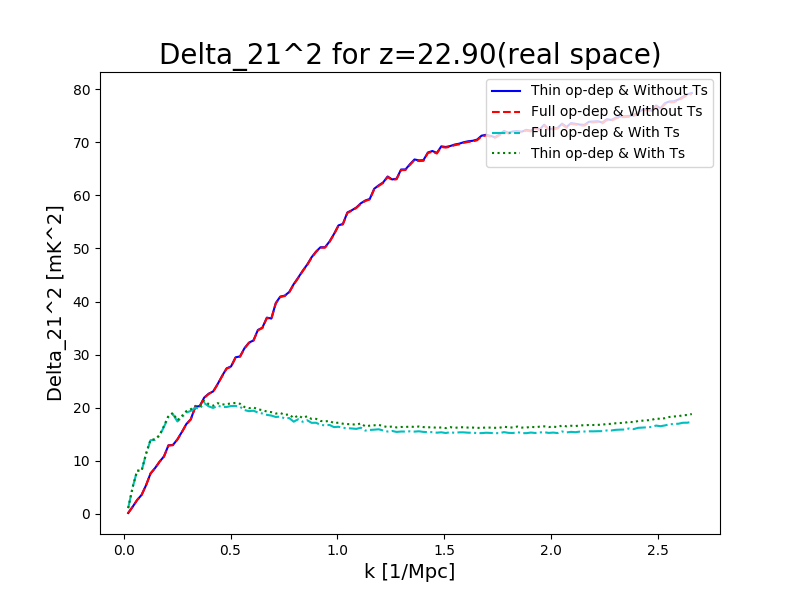 Delta_21^2 for z=22.90(real space)
Thin op-dep & Without Ts
Full op-dep & Without Ts
Full op-dep & With Ts
Thin op-dep & With Ts
80
70
60
50
40
30
20
10
0
Delta_21^2 [mK^2]
0.0 0.5 1.0 1.5 2.0 2.5
k [1/Mpc]